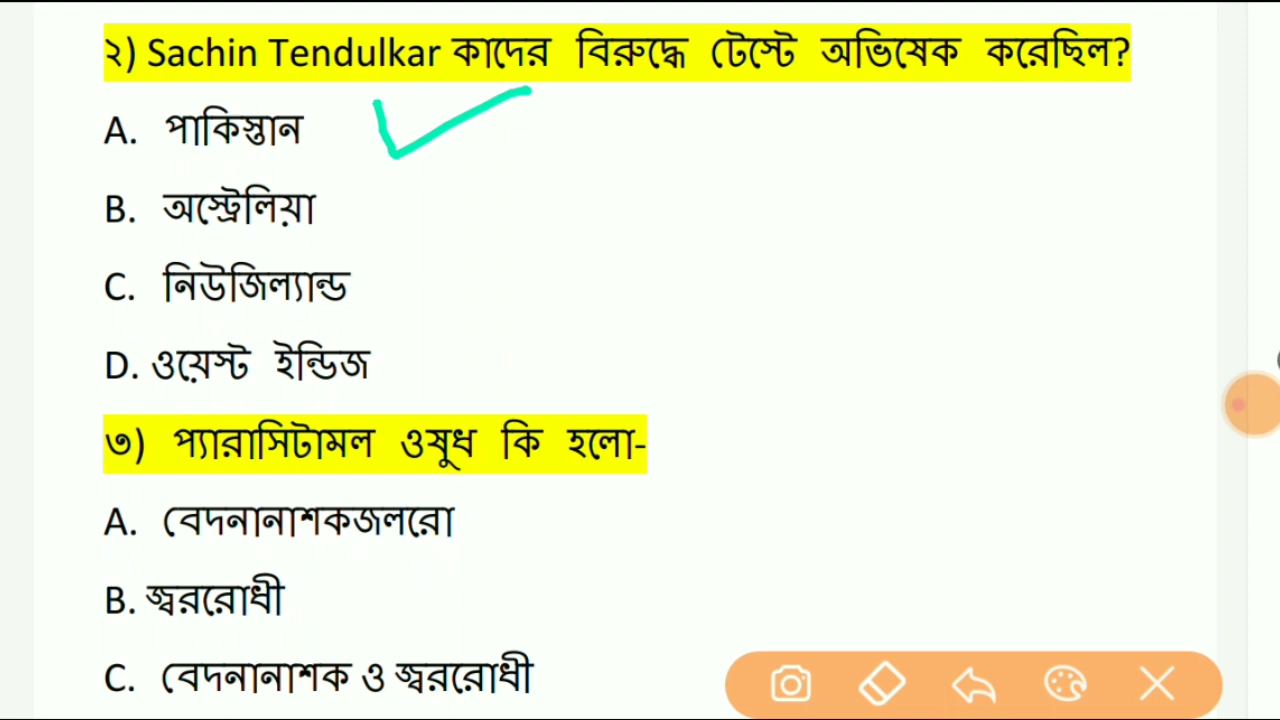 ২) Sachin Tendulkar কাদের বিরুদ্ধে টেস্টে অভিষেক করেছিল?
A. পাকিস্তান
B. অস্ট্রেলিয়া
C. নিউজিল্যান্ড
D. ওয়েস্ট ইন্ডিজ
৩) প্যারাসিটামল ওষুধ কি হলো-
A. বেদনানাশকজলরো
B. জ্বররোধী
C. বেদনানাশক ও জ্বররোধী